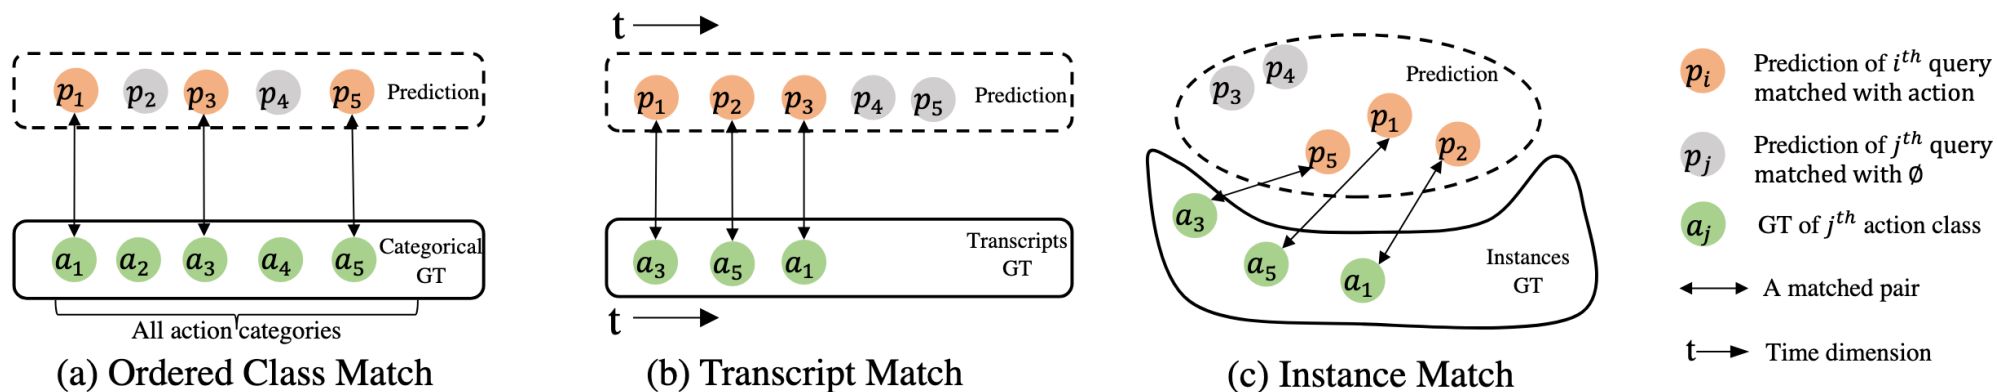 p1 p2 p3 p4 p5 Prediction
a1 a2 a3 a4 a5 Categorical
GT
All action categories
(a) Ordered Class Match
t
p1 p2 p3 p4 p5 Prediction
Transcripts
a3 a5 a1 GT
t
(b) Transcript Match
p3 p4 Prediction
p1
p5 p2
a3
a5 Instances
a1 GT
(c) Instance Match
pi Prediction of ith query
matched with action
pj Prediction of jth query
matched with Ø
aj GT of jth action class
A matched pair
t Time dimension